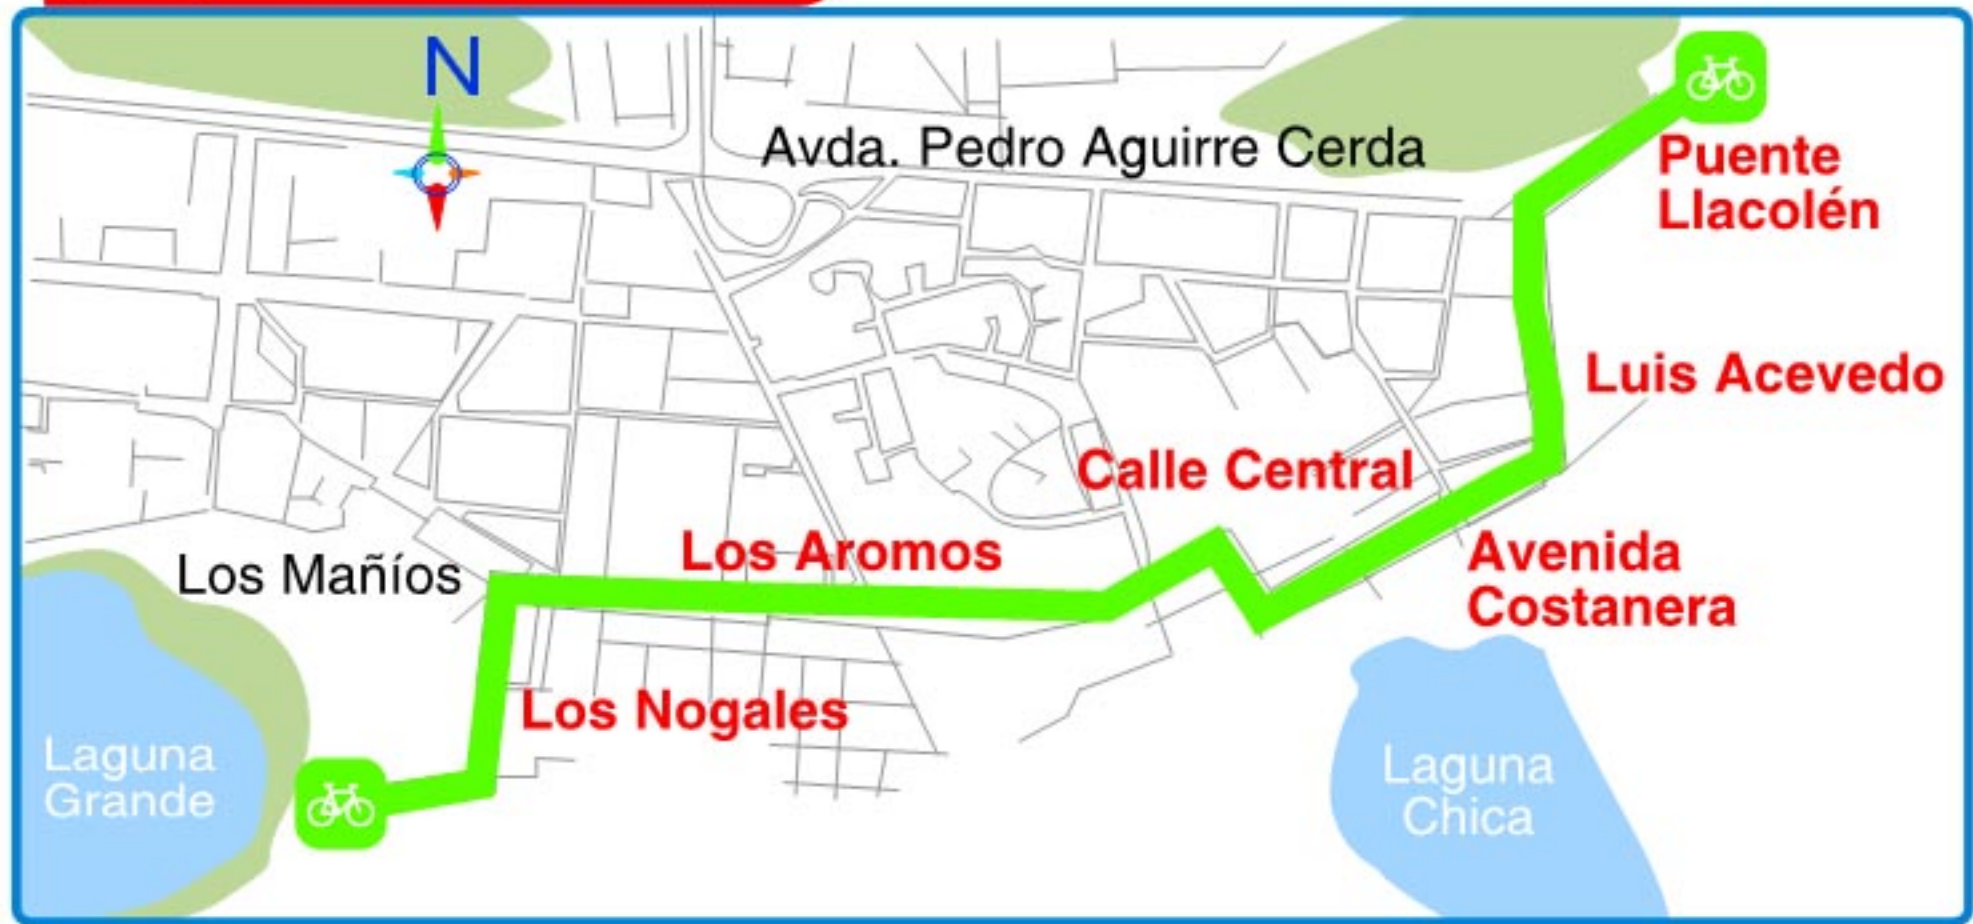 N
Avda. Pedro Aguirre Cerda
Puente
Llacolén
Luis Acevedo
Calle Central
Los Aromos
Avenida
Costanera
Los Mañíos
Los Nogales
Laguna
Grande
Laguna
Chica